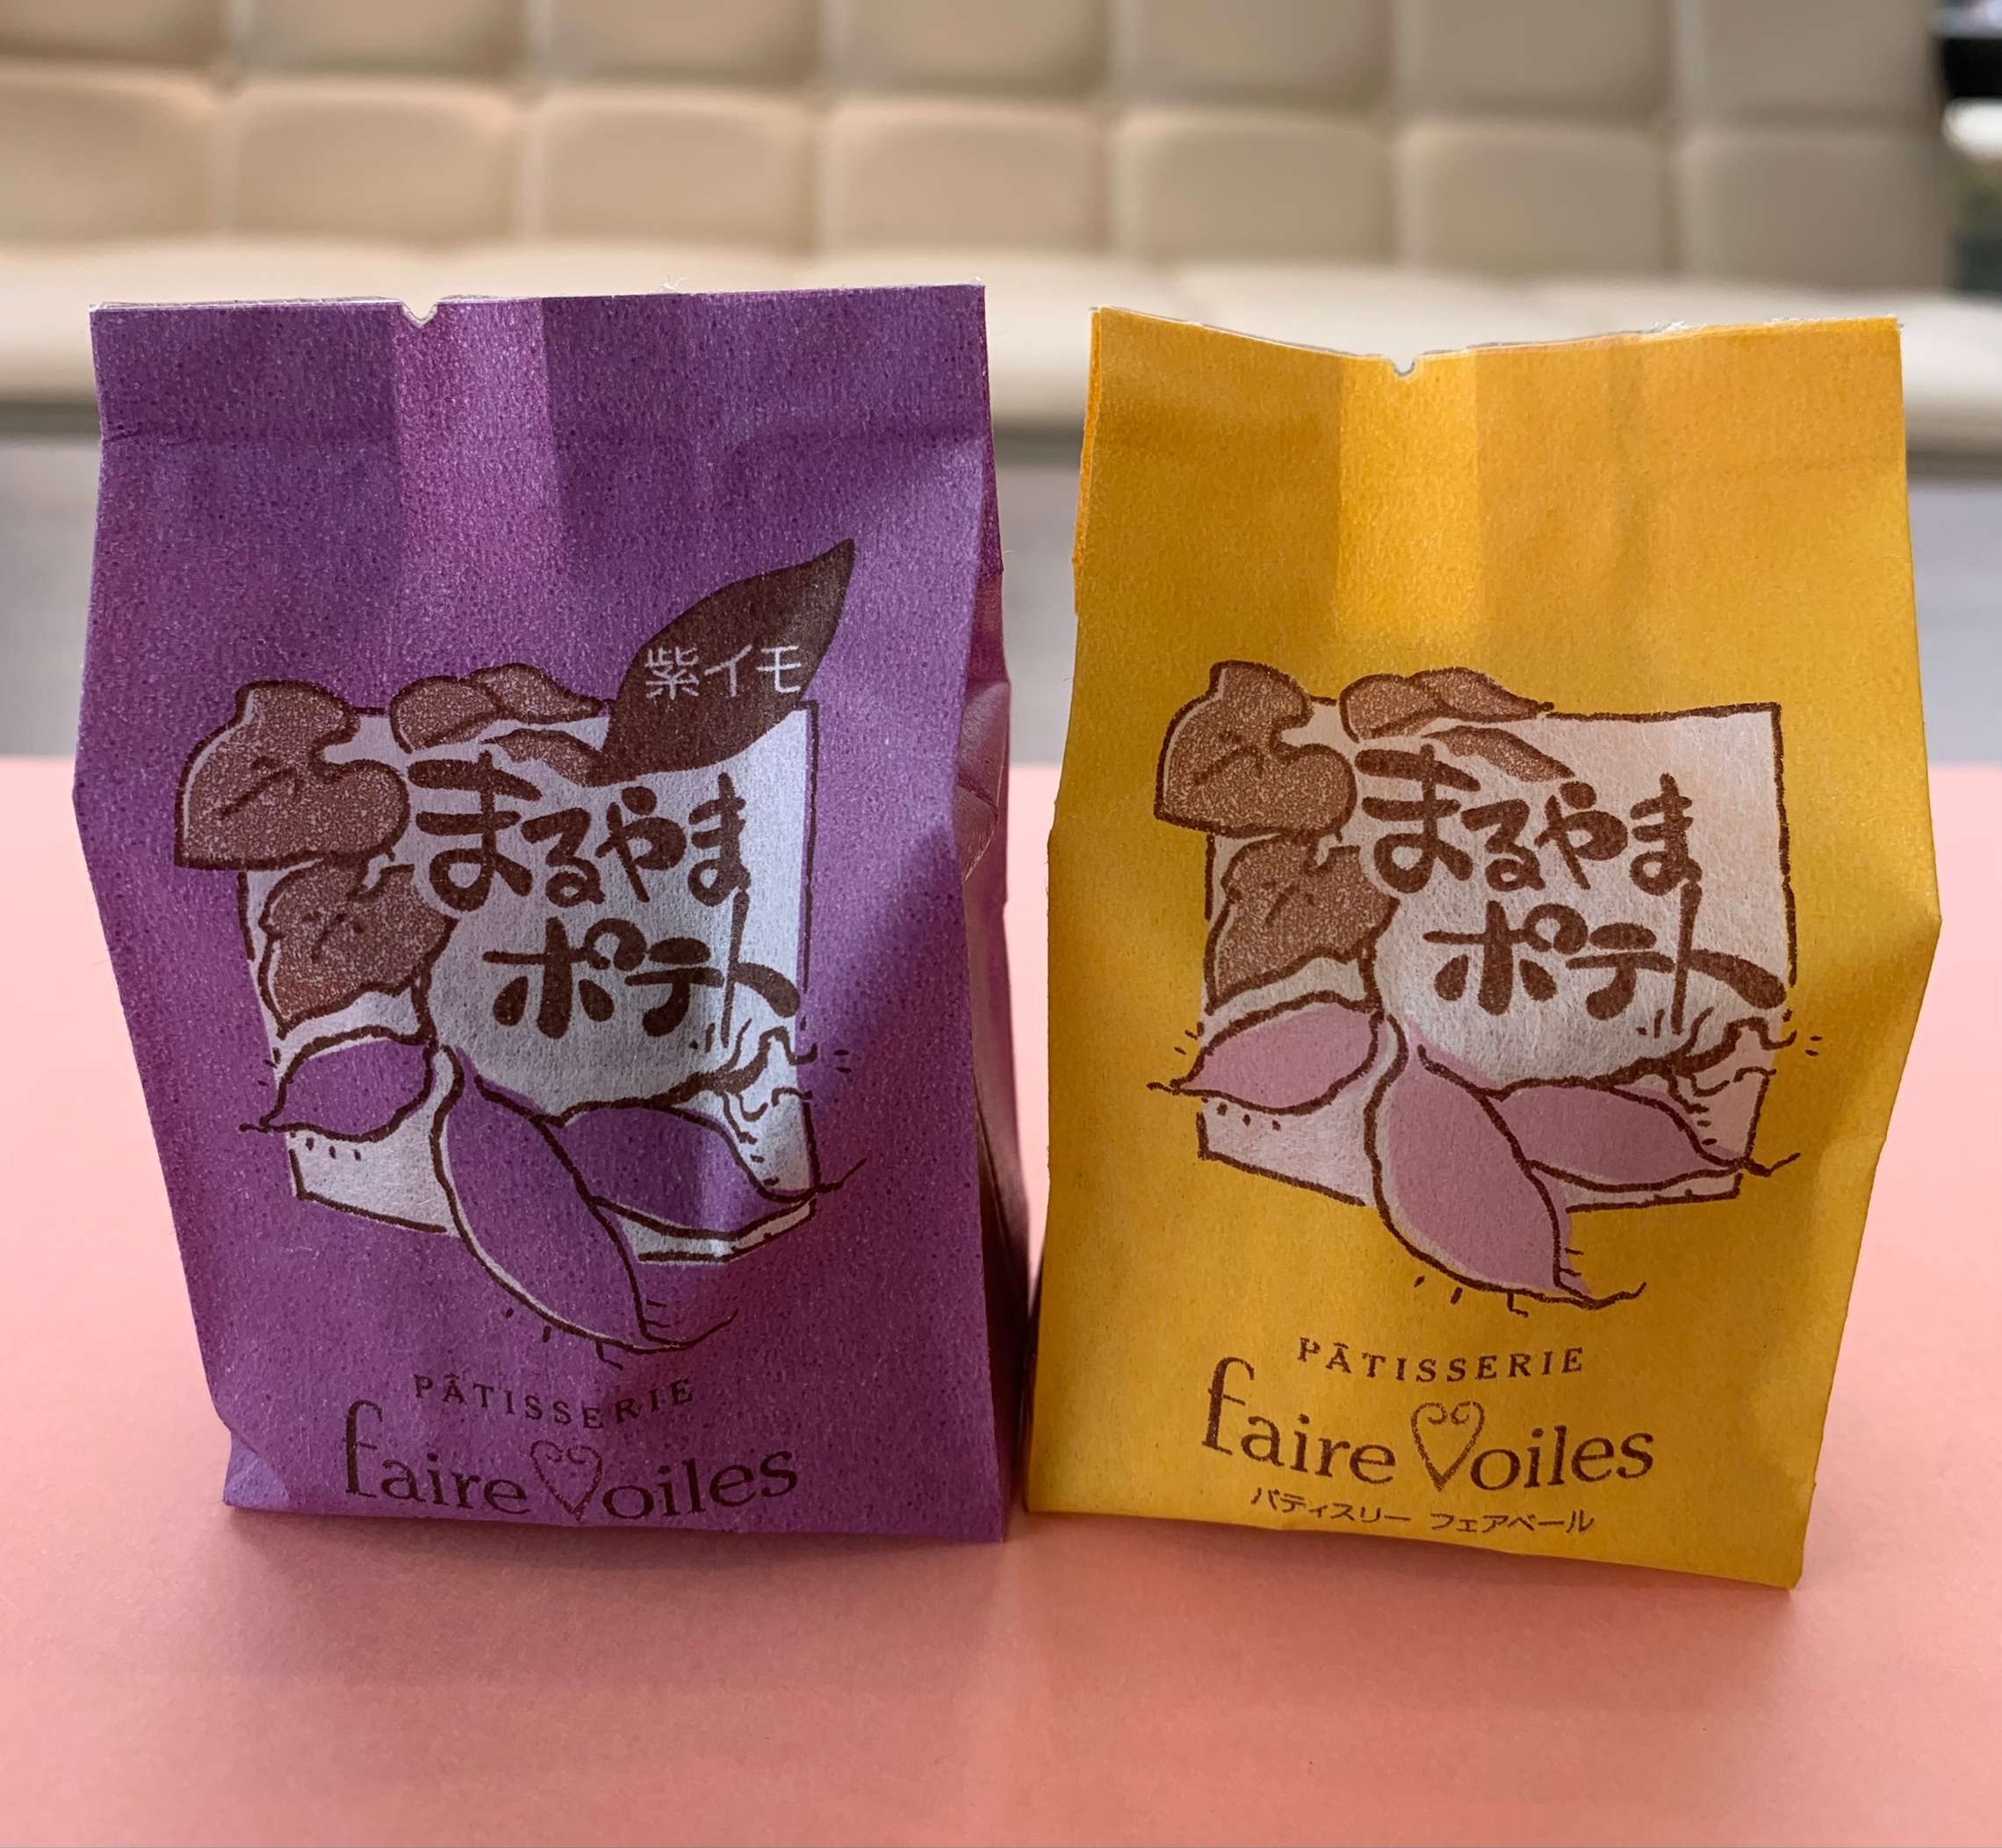 紫イモ
まるやま
ポテト
PÂTISSERIE
faire Voiles
まるやま
ポテト
PÂTISSERIE
faire Voiles
パティスリー フェアベール